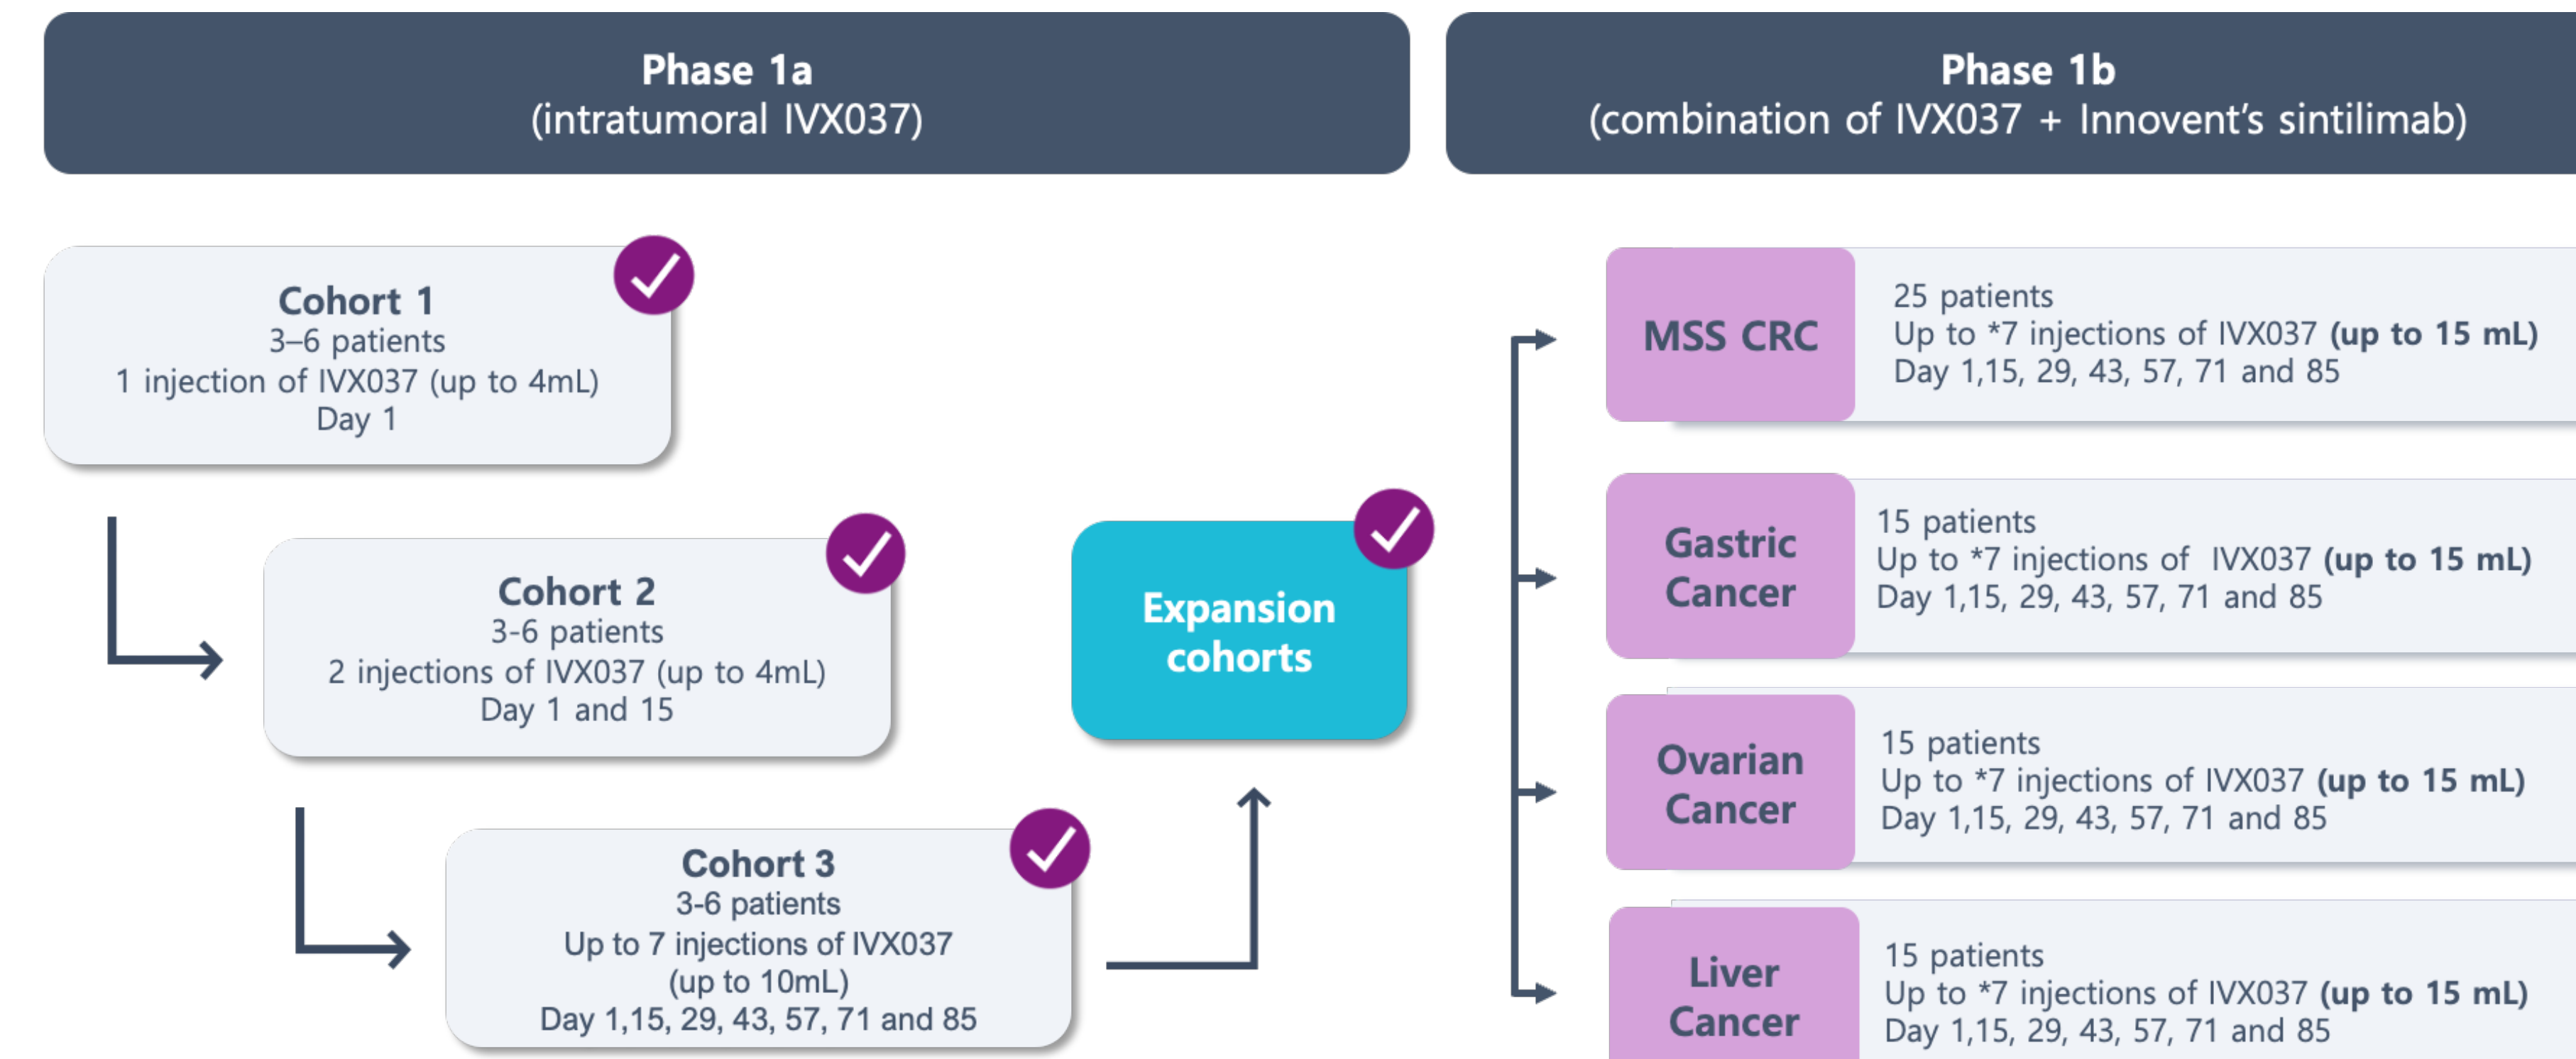 Phase 1a
(intratumoral IVX037)
Phase 1b
(combination of IVX037 + Innovent's sintilimab)
Cohort 1
3–6 patients
1 injection of IVX037 (up to 4mL)
Day 1
Cohort 2
3-6 patients
2 injections of IVX037 (up to 4mL)
Day 1 and 15
Cohort 3
3-6 patients
Up to 7 injections of IVX037
(up to 10mL)
Day 1,15, 29, 43, 57, 71 and 85
Expansion
cohorts
MSS CRC
25 patients
Up to *7 injections of IVX037 (up to 15 mL)
Day 1,15, 29, 43, 57, 71 and 85
Gastric
Cancer
15 patients
Up to *7 injections of  IVX037 (up to 15 mL)
Day 1,15, 29, 43, 57, 71 and 85
Ovarian
Cancer
15 patients
Up to *7 injections of IVX037 (up to 15 mL)
Day 1,15, 29, 43, 57, 71 and 85
Liver
Cancer
15 patients
Up to *7 injections of IVX037 (up to 15 mL)
Day 1,15, 29, 43, 57, 71 and 85